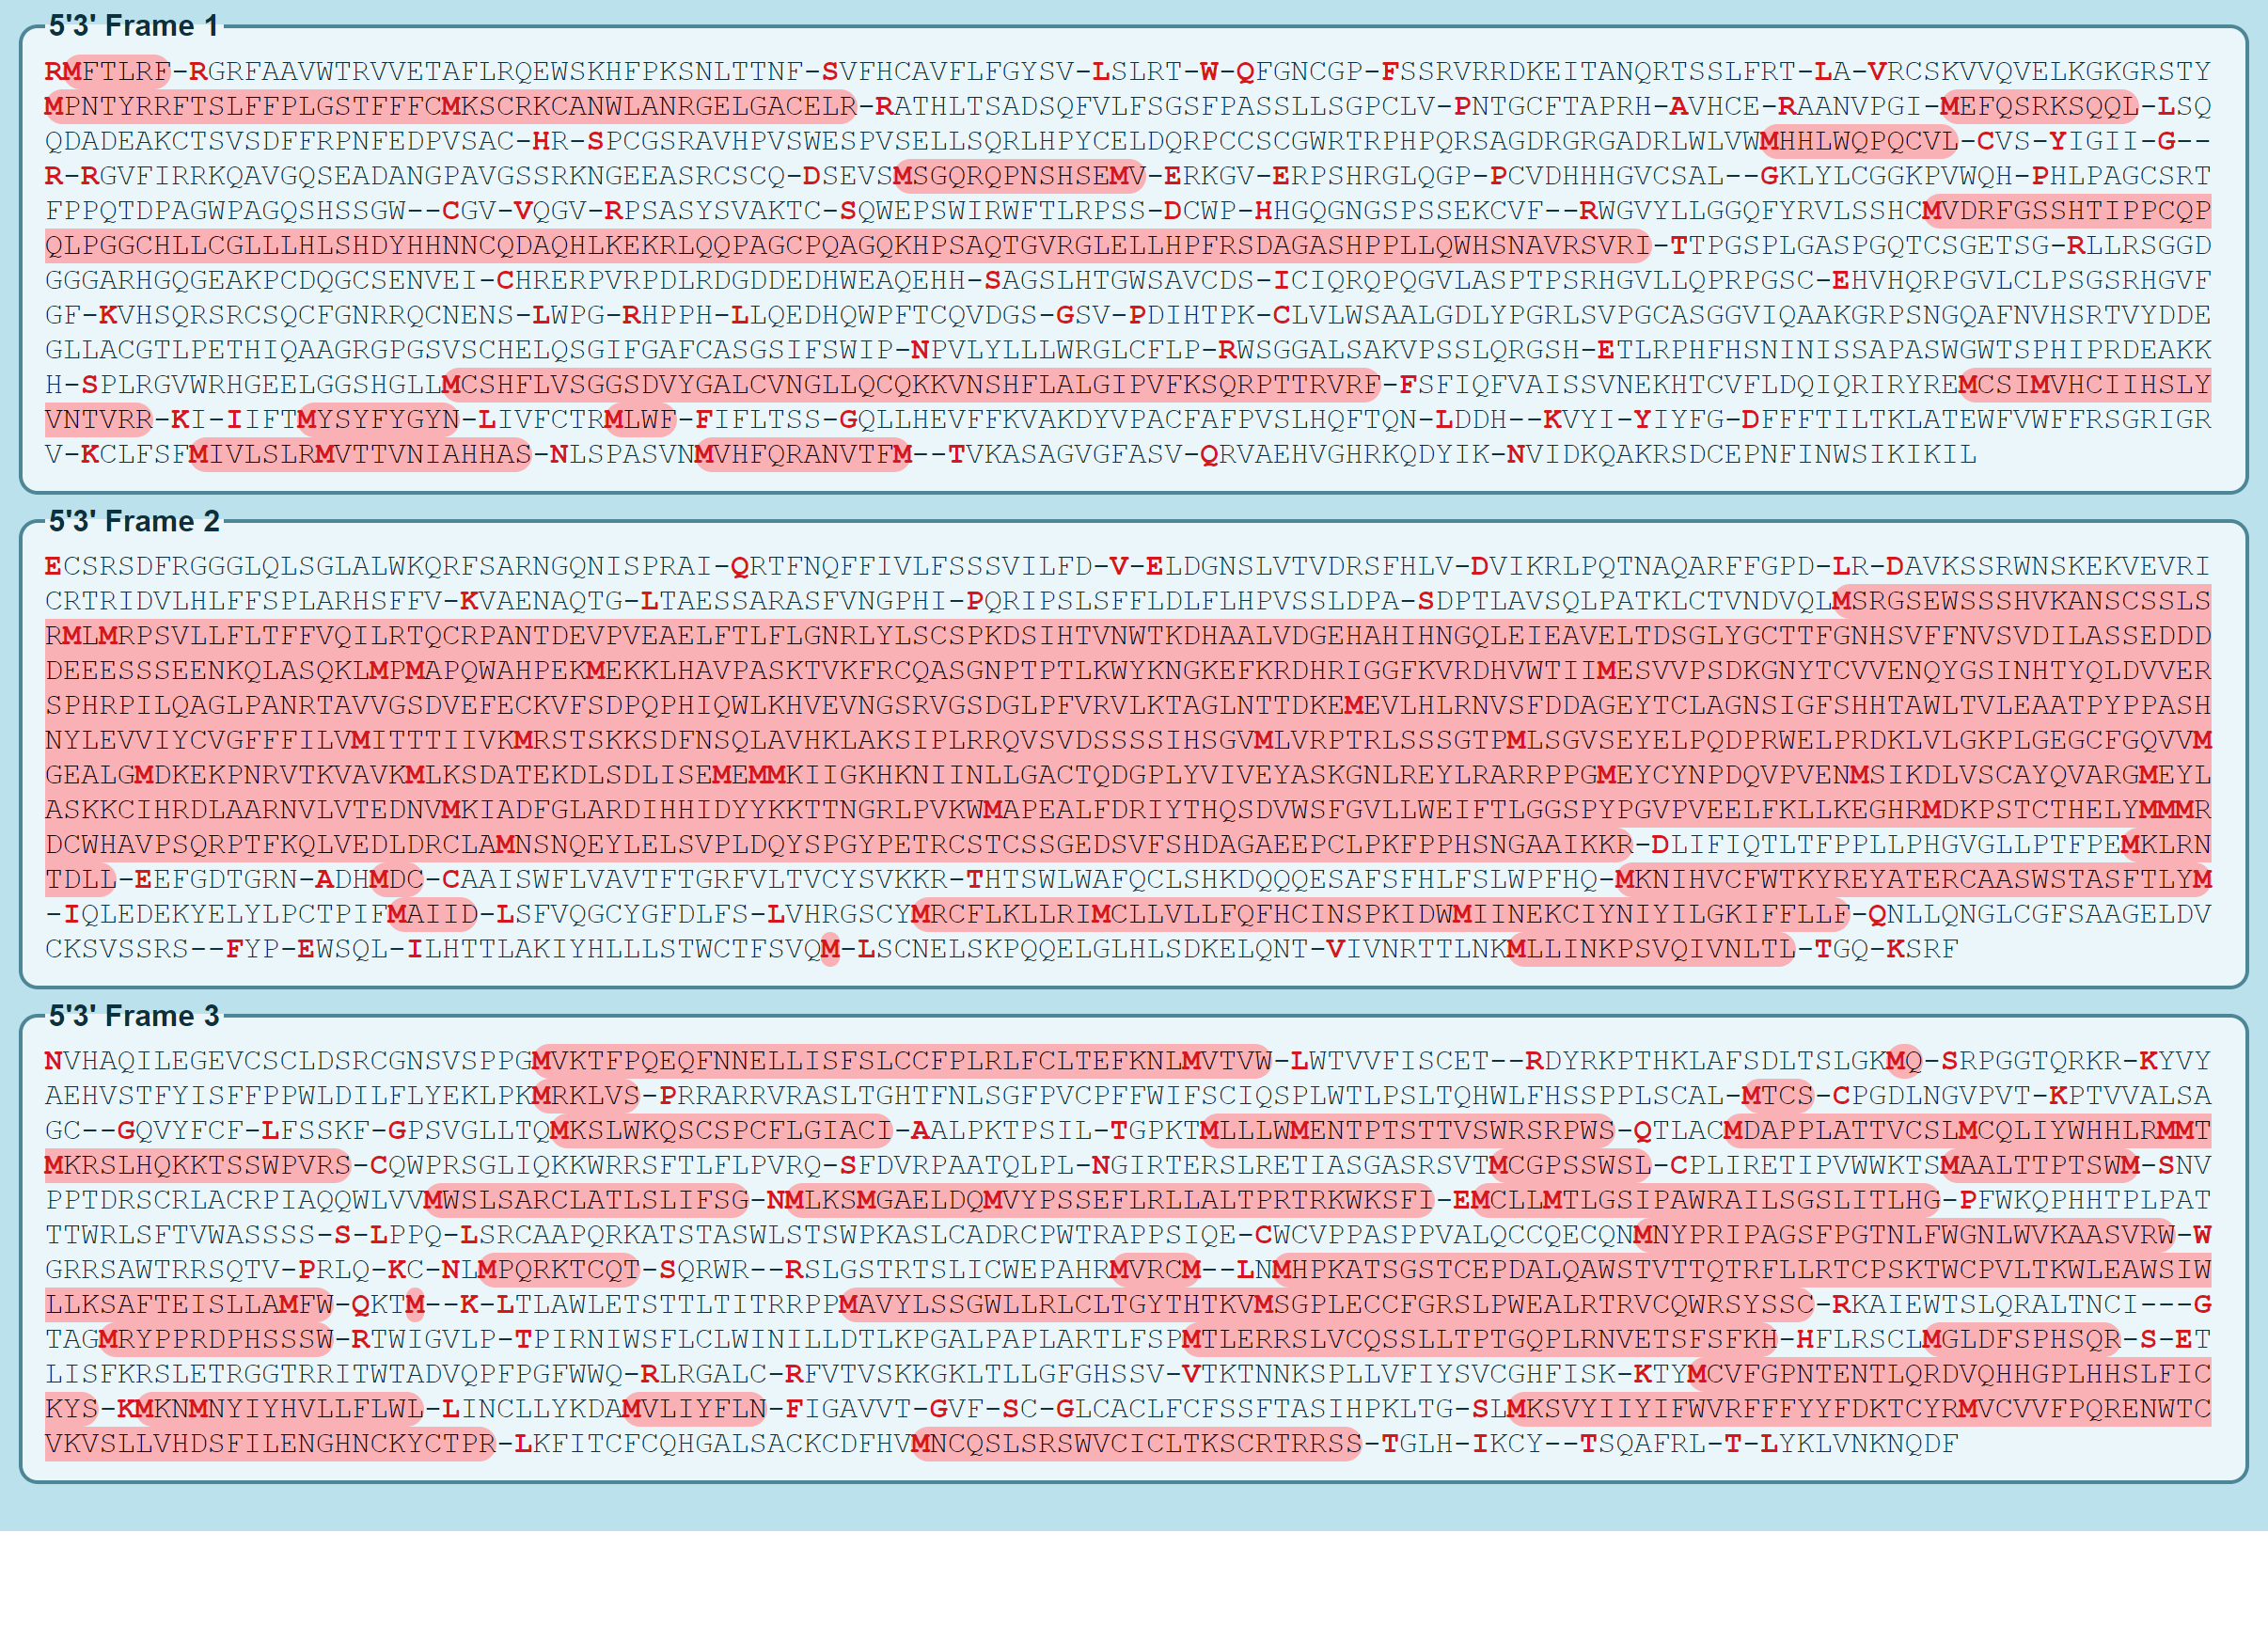 5'3' Frame 1
RMFTLRF-RGRFAAVWTRVVETAFLRQEWSKHFPKSNLTTNF-SVFHCAVFLFGYSV-LSLRT-W-QFGNCGP-FSSRVRRDKEITANQRTSSLFRT-LA-VRCSKVVQVELKGKGRSTY
MPNTYRRFTSLFFPLGSTFFFCMKSCRKCANWLANRGELGACELR-RATHLTSADSQFVLFSGSFPASSLLSGPCLV-PNTGCFTAPRH-AVHCE-RAANVPGI-MEFQSRKSQQL-LSQ
QDADEAKCTSVSDFFRPNFEDPVSAC-HR-SPCGSRAVHPVSWESPVSELLSQRLHPYCELDQRPCCSCGWRTRPHPQRSAGDRGRGADRLWLVWMHHLWQPQCVL-CVS-YIGII-G--
R-RGVFIRRKQAVGQSEADANGPAVGSSRKNGEEASRCSCQ-DSEVSMSGQRQPNSHSEMV-ERKGV-ERPSHRGLQGP-PCVDHHHGVCSAL--GKLYLCGGKPVWQH-PHLPAGCSRT
FPPQTDPAGWPAGQSHSSGW--CGV-VQGV-RPSASYSVAKTC-SQWEPSWIRWFTLRPSS-DCWP-HHGQGNGSPSSEKCVF--RWGVYLLGGQFYRVLSSHCMVDRFGSSHTIPPCQP
QLPGGCHLLCGLLLHLSHDYHHNNCQDAQHLKEKRLQQPAGCPQAGQKHPSAQTGVRGLELLHPFRSDAGASHPPLLQWHSNAVRSVRI-TTPGSPLGASPGQTCSGETSG-RLLRSGGD
GGGARHGQGEAKPCDQGCSENVEI-CHRERPVRPDLRDGDDEDHWEAQEHH-SAGSLHTGWSAVCDS-ICIQRQPQGVLASPTPSRHGVLLQPRPGSC-EHVHQRPGVLCLPSGSRHGVF
GF-KVHSQRSRCSQCFGNRRQCNENS-LWPG-RHPPH-LLQEDHQWPFTCQVDGS-GSV-PDIHTPK-CLVLWSAALGDLYPGRLSVPGCASGGVIQAAKGRPSNGQAFNVHSRTVYDDE
GLLACGTLPETHIQAAGRGPGSVSCHELQSGIFGAFCASGSIFSWIP-NPVLYLLLWRGLCFLP-RWSGGALSAKVPSSLQRGSH-ETLRPHFHSNINISSAPASWGWTSPHIPRDEAKK
H-SPLRGVWRHGEELGGSHGLLMCSHFLVSGGSDVYGALCVNGLLQCQKKVNSHFLALGIPVFKSQRPTTRVRF-FSFIQFVAISSVNEKHTCVFLDQIQRIRYREMCSIMVHCIIHSLY
VNTVRR-KI-IIFTMYSYFYGYN-LIVFCTRMLWF-FIFLTSS-GQLLHEVFFKVAKDYVPACFAFPVSLHQFTQN-LDDH--KVYI-YIYFG-DFFFTILTKLATEWFVWFFRSGRIGR
V-KCLFSFMIVLSLRMVTTVNIAHHAS-NLSPASVNMVHFQRANVTFM--TVKASAGVGFASV-QRVAEHVGHRKQDYIK-NVIDKQAKRSDCEPNFINWSIKIKIL
5'3' Frame 2
ECSRSDFRGGGLQLSGLALWKQRFSARNGQNISPRAI-QRTFNQFFIVLFSSSVILFD-V-ELDGNSLVTVDRSFHLV-DVIKRLPQTNAQARFFGPD-LR-DAVKSSRWNSKEKVEVRI
CRTRIDVLHLFFSPLARHSFFV-KVAENAQTG-LTAESSARASFVNGPHI-PQRIPSLSFFLDLFLHPVSSLDPA-SDPTLAVSQLPATKLCTVNDVQLMSRGSEWSSSHVKANSCSSLS
RMLMRPSVLLFLTFFVQILRTQCRPANTDEVPVEAELFTLFLGNRLYLSCSPKDSIHTVNWTKDHAALVDGEHAHIHNGQLEIEAVELTDSGLYGCTTFGNHSVFFNVSVDILASSEDDD
DEEESSSEENKQLASQKLMPMAPQWAHPEKMEKKLHAVPASKTVKFRCQASGNPTPTLKWYKNGKEFKRDHRIGGFKVRDHVWTIIMESVVPSDKGNYTCVVENQYGSINHTYQLDVVER
SPHRPILQAGLPANRTAVVGSDVEFECKVFSDPQPHIQWLKHVEVNGSRVGSDGLPFVRVLKTAGLNTTDKEMEVLHLRNVSFDDAGEYTCLAGNSIGFSHHTAWLTVLEAATPYPPASH
NYLEVVIYCVGFFFILVMITTTIIVKMRSTSKKSDFNSQLAVHKLAKSIPLRRQVSVDSSSSIHSGVMLVRPTRLSSSGTPMLSGVSEYELPQDPRWELPRDKLVLGKPLGEGCFGQVVM
GEALGMDKEKPNRVTKVAVKMLKSDATEKDLSDLISEMEMMKIIGKHKNIINLLGACTQDGPLYVIVEYASKGNLREYLRARRPPGMEYCYNPDQVPVENMSIKDLVSCAYQVARGMEYL
ASKKCIHRDLAARNVLVTEDNVMKIADFGLARDIHHIDYYKKTTNGRLPVKWMAPEALFDRIYTHQSDVWSFGVLLWEIFTLGGSPYPGVPVEELFKLLKEGHRMDKPSTCTHELYMMMR
DCWHAVPSQRPTFKQLVEDLDRCLAMNSNQEYLELSVPLDQYSPGYPETRCSTCSSGEDSVFSHDAGAEEPCLPKFPPHSNGAAIKKR-DLIFIQTLTFPPLLPHGVGLLPTFPEMKLRN
TDLL-EEFGDTGRN-ADHMDC-CAAISWFLVAVTFTGRFVLTVCYSVKKR-THTSWLWAFQCLSHKDQQQESAFSFHLFSLWPFHQ-MKNIHVCFWTKYREYATERCAASWSTASFTLYM
-IQLEDEKYELYLPCTPIFMAIID-LSFVQGCYGFDLFS-LVHRGSCYMRCFLKLLRIMCLLVLLFQFHCINSPKIDWMIINEKCIYNIYILGKIFFLLF-QNLLQNGLCGFSAAGELDV
CKSVSSRS--FYP-EWSQL-ILHTTLAKIYHLLLSTWCTFSVQM-LSCNELSKPQQELGLHLSDKELQNT-VIVNRTTLNKMLLINKPSVQIVNLTL-TGQ-KSRF
5'3' Frame 3
NVHAQILEGEVCSCLDSRCGNSVSPPGMVKTFPQEQFNNELLISFSLCCFPLRLFCLTEFKNLMVTVW-LWTVVFISCET--RDYRKPTHKLAFSDLTSLGKMQ-SRPGGTQRKR-KYVY
AEHVSTFYISFFPPWLDILFLYEKLPKMRKLVS-PRRARRVRASLTGHTFNLSGFPVCPFFWIFSCIQSPLWTLPSLTQHWLFHSSPPLSCAL-MTCS-CPGDLNGVPVT-KPTVVALSA
GC--GQVYFCF-LFSSKF-GPSVGLLTQMKSLWKQSCSPCFLGIACI-AALPKTPSIL-TGPKTMLLLWMENTPTSTTVSWRSRPWS-QTLACMDAPPLATTVCSLMCQLIYWHHLRMMT
MKRSLHQKKTSSWPVRS-CQWPRSGLIQKKWRRSFTLFLPVRQ-SFDVRPAATQLPL-NGIRTERSLRETIASGASRSVTMCGPSSWSL-CPLIRETIPVWWKTSMAALTTPTSWM-SNV
PPTDRSCRLACRPIAQQWLVVMWSLSARCLATLSLIFSG-NMLKSMGAELDQMVYPSSEFLRLLALTPRTRKWKSFI-EMCLLMTLGSIPAWRAILSGSLITLHG-PFWKQPHHTPLPAT
TTWRLSFTVWASSSS-S-LPPQ-LSRCAAPQRKATSTASWLSTSWPKASLCADRCPWTRAPPSIQE-CWCVPPASPPVALQCCQECQNMNYPRIPAGSFPGTNLFWGNLWVKAASVRW-W
GRRSAWTRRSQTV-PRLQ-KC-NLMPQRKTCQT-SQRWR--RSLGSTRTSLICWEPAHRMVRCM--LNMHPKATSGSTCEPDALQAWSTVTTQTRFLLRTCPSKTWCPVLTKWLEAWSIW
LLKSAFTEISLLAMFW-QKTM--K-LTLAWLETSTTLTITRRPPMAVYLSSGWLLRLCLTGYTHTKVMSGPLECCFGRSLPWEALRTRVCQWRSYSSC-RKAIEWTSLQRALTNCI---G
TAGMRYPPRDPHSSSW-RTWIGVLP-TPIRNIWSFLCLWINILLDTLKPGALPAPLARTLFSPMTLERRSLVCQSSLLTPTGQPLRNVETSFSFKH-HFLRSCLMGLDFSPHSQR-S-ET
LISFKRSLETRGGTRRITWTADVQPFPGFWWQ-RLRGALC-RFVTVSKKGKLTLLGFGHSSV-VTKTNNKSPLLVFIYSVCGHFISK-KTYMCVFGPNTENTLQRDVQHHGPLHHSLFIC
KYS-KMKNMNYIYHVLLFLWL-LINCLLYKDAMVLIYFLN-FIGAVVT-GVF-SC-GLCACLFCFSSFTASIHPKLTG-SLMKSVYIIYIFWVRFFFYYFDKTCYRMVCVVFPQRENWTC
VKVSLLVHDSFILENGHNCKYCTPR-LKFITCFCQHGALSACKCDFHVMNCQSLSRSWVCICLTKSCRTRRSS-TGLH-IKCY--TSQAFRL-T-LYKLVNKNQDF